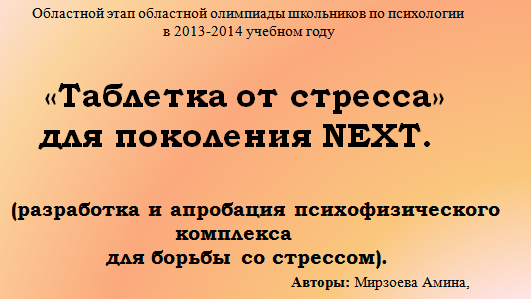 Областной этап областной олимпиады школьников по психологии
в 2013-2014 учебном году
«Таблетка от стресса»
для поколения NEXT.
(разработка и апробация психофизического
комплекса
для борьбы со стрессом).
Авторы: Мирзоева Амина,